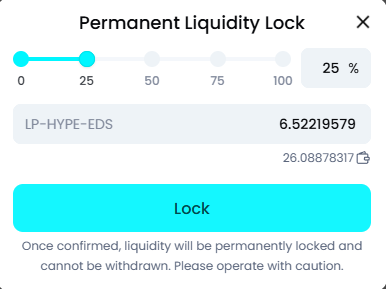 Permanent Liquidity Lock
25 %
0 25 50 75 100
LP-HYPE-EDS 6.52219579
26.08878317
Lock
Once confirmed, liquidity will be permanently locked and
cannot be withdrawn. Please operate with caution.